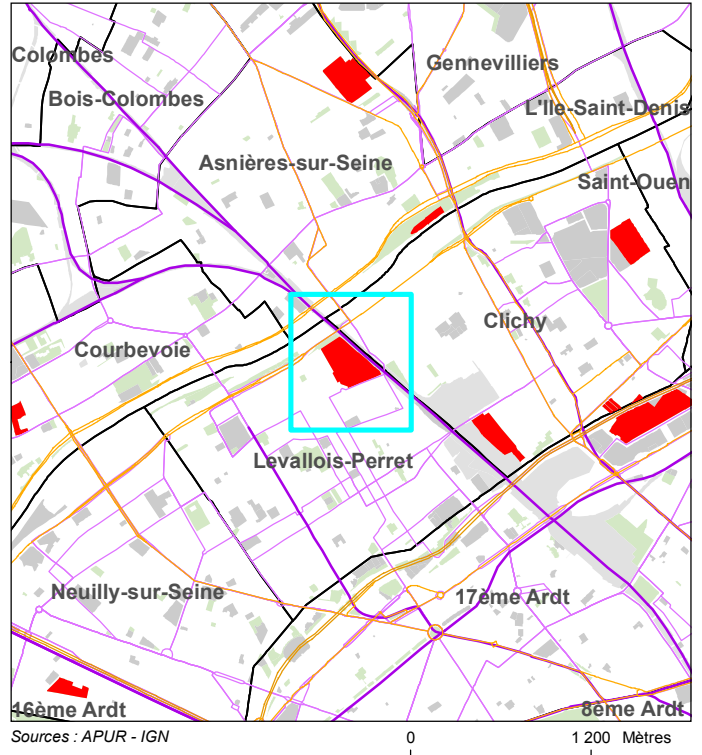 Colombes
Gennevilliers
Bois-Colombes
L'Ile-Saint-Denis
Asnières-sur-Seine
Saint-Ouen
Clichy
Courbevoie
Levallois-Perret
Neuilly-sur-Seine
17ème Ardt
16ème Ardt
8ème Ardt
Sources : APUR - IGN
0
1 200 Mètres